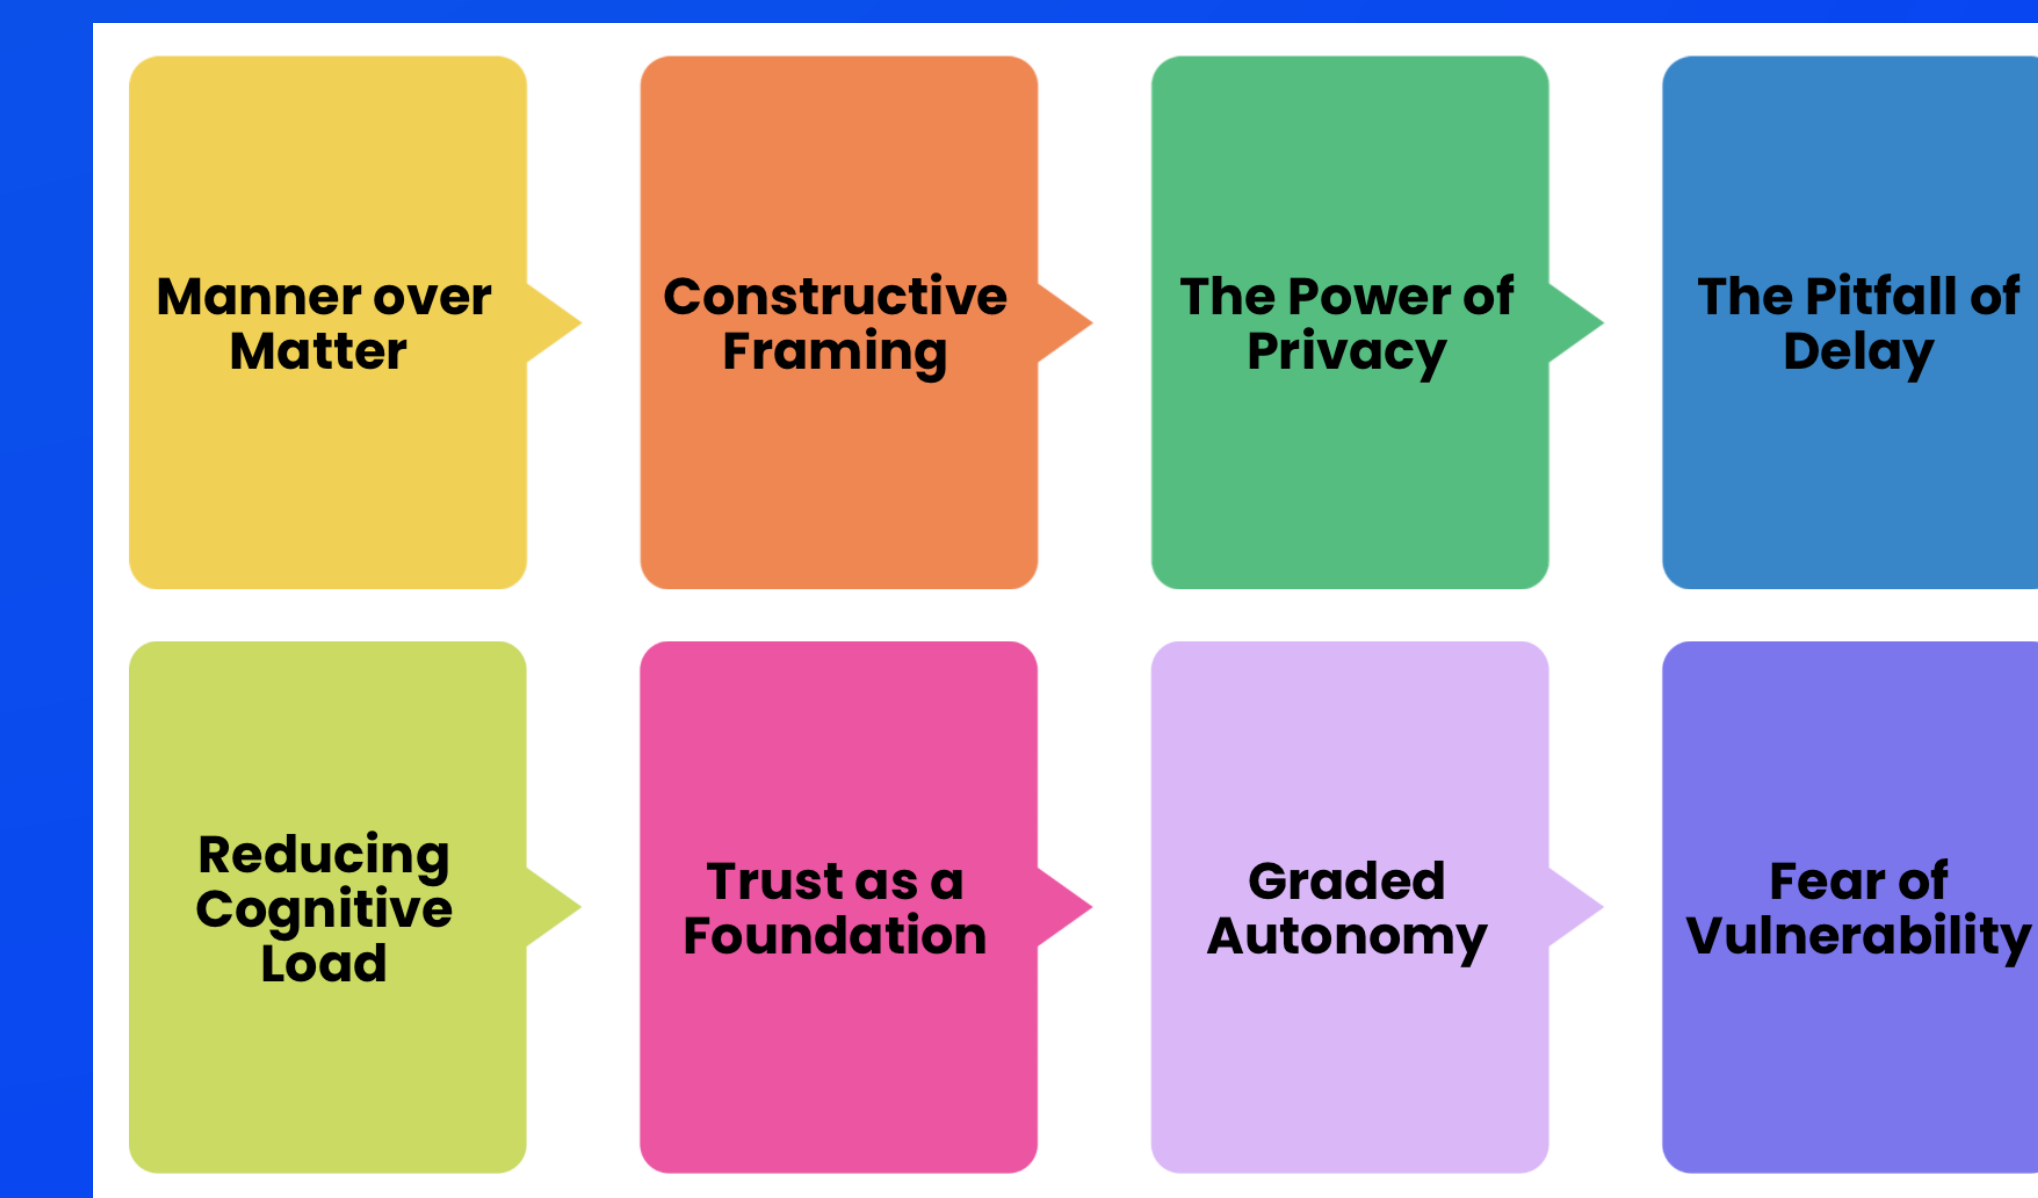 Manner over
Matter
Constructive
Framing
The Power of
Privacy
The Pitfall of
Delay
Reducing
Cognitive
Load
Trust as a
Foundation
Graded
Autonomy
Fear of
Vulnerability